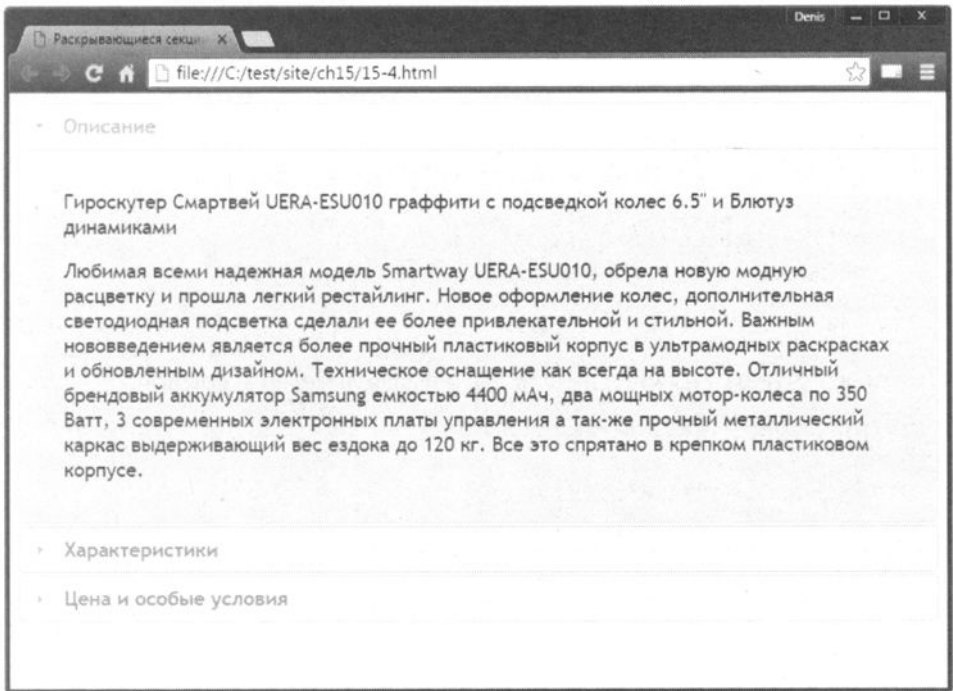 Denis
Раскрывающиеся секци
file:///C:/test/site/ch15/15-4.html
Описание
Гироскутер Смартвей UERA-ESU010 граффити с подсведкой колес 6.5" и Блютуз
динамиками
Любимая всеми надежная модель Smartway UERA-ESU010, обрела новую модную
расцветку и прошла легкий рестайлинг. Новое оформление колес, дополнительная
светодиодная подсветка сделали ее более привлекательной и стильной. Важным
нововведением является более прочный пластиковый корпус в ультрамодных раскрасках
и обновленным дизайном. Техническое оснащение как всегда на высоте. Отличный
брендовый аккумулятор Samsung емкостью 4400 мАч, два мощных мотор-колеса по 350
Ватт, 3 современных электронных платы управления а так-же прочный металлический
каркас выдерживающий вес ездока до 120 кг. Все это спрятано в крепком пластиковом
корпусе.
Характеристики
Цена и особые условия